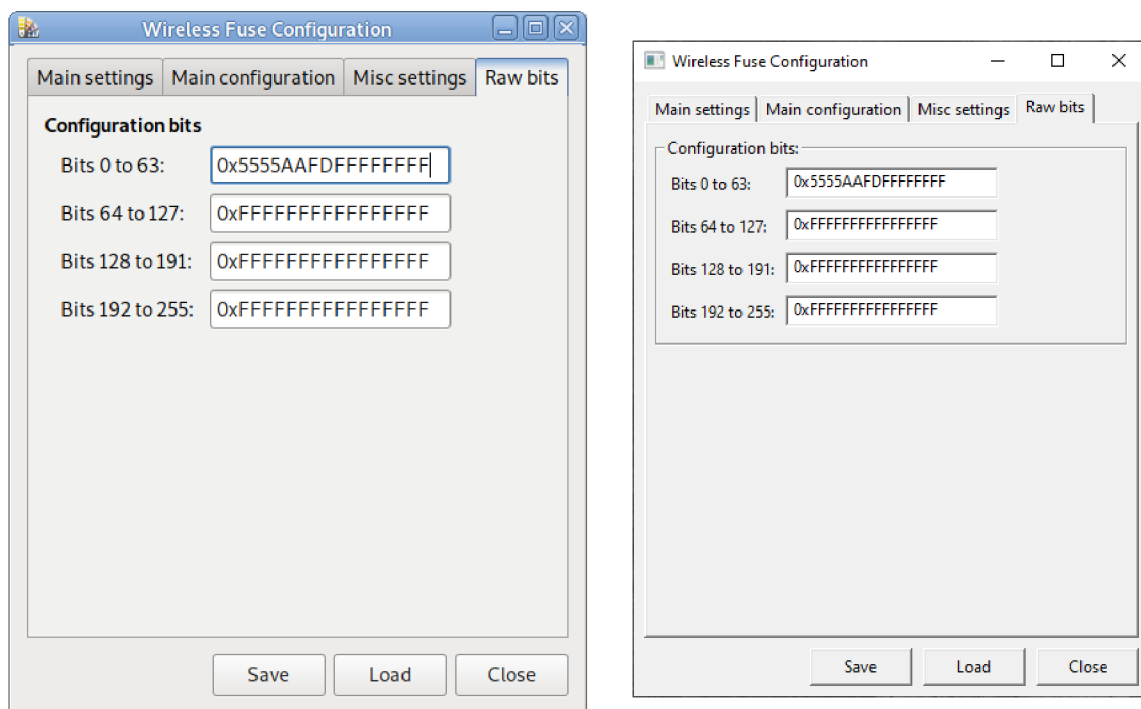 Wireless Fuse Configuration
Main settings Main configuration Misc settings Raw bits
Configuration bits
Bits 0 to 63: 0x5555AAFDFFFFFFFF
Bits 64 to 127: 0xFFFFFFFFFFFFFFFF
Bits 128 to 191: 0xFFFFFFFFFFFFFFFF
Bits 192 to 255: 0xFFFFFFFFFFFFFFFF
Save Load Close
Wireless Fuse Configuration
Main settings Main configuration Misc settings Raw bits
Configuration bits:
Bits 0 to 63: 0x5555AAFDFFFFFFFF
Bits 64 to 127: 0xFFFFFFFFFFFFFFFF
Bits 128 to 191: 0xFFFFFFFFFFFFFFFF
Bits 192 to 255: 0xFFFFFFFFFFFFFFFF
Save Load Close